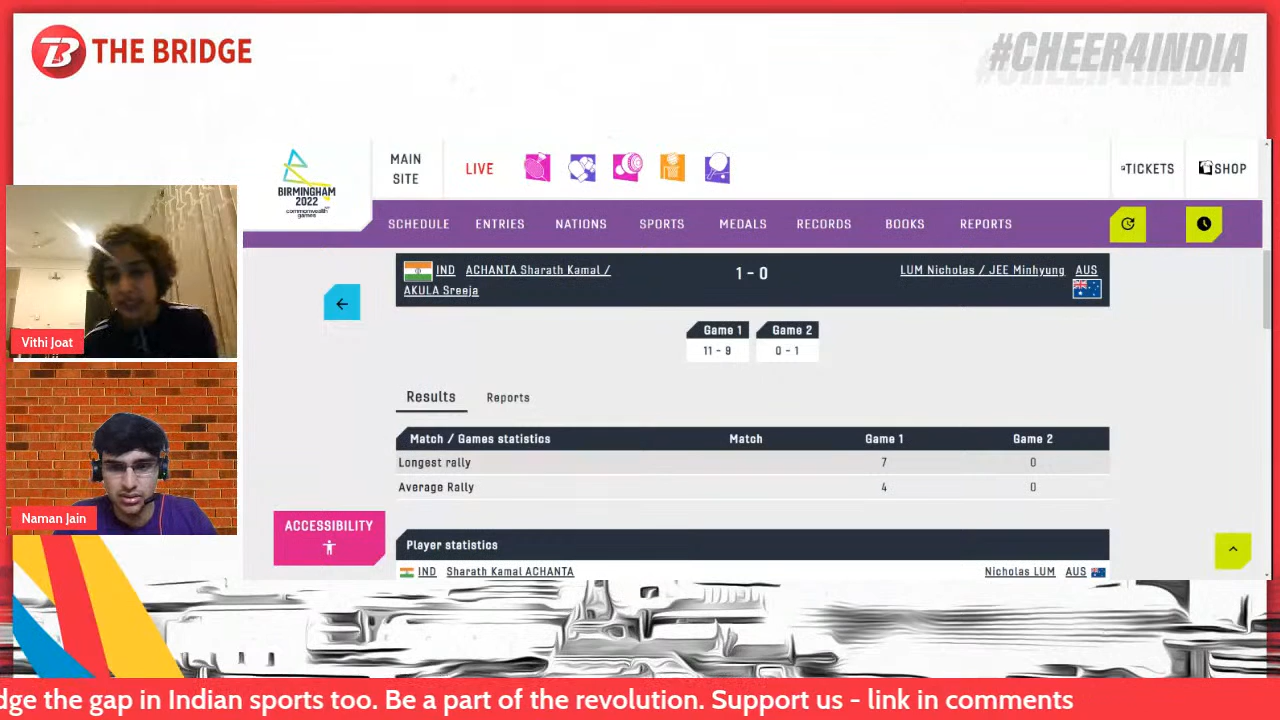 THE BRIDGE
#CHEER4INDIA
MAIN
SITE
LIVE
TICKETS
SHOP
BIRMINGHAM
2022
commonwealth
games
SCHEDULE ENTRIES NATIONS SPORTS MEDALS RECORDS BOOKS REPORTS
IND ACHANTA Sharath Kamal /
AKULA Sreeja
1 - 0
LUM Nicholas / JEE Minhyung AUS
Game 1 Game 2
11 - 9 0 - 1
Results Reports
Match / Games statistics Match Game 1 Game 2
Longest rally 7 0
Average Rally 4 0
Player statistics
IND Sharath Kamal ACHANTA Nicholas LUM AUS
ACCESSIBILITY
Vithi Joat
Naman Jain
dge the gap in Indian sports too. Be a part of the revolution. Support us - link in comments